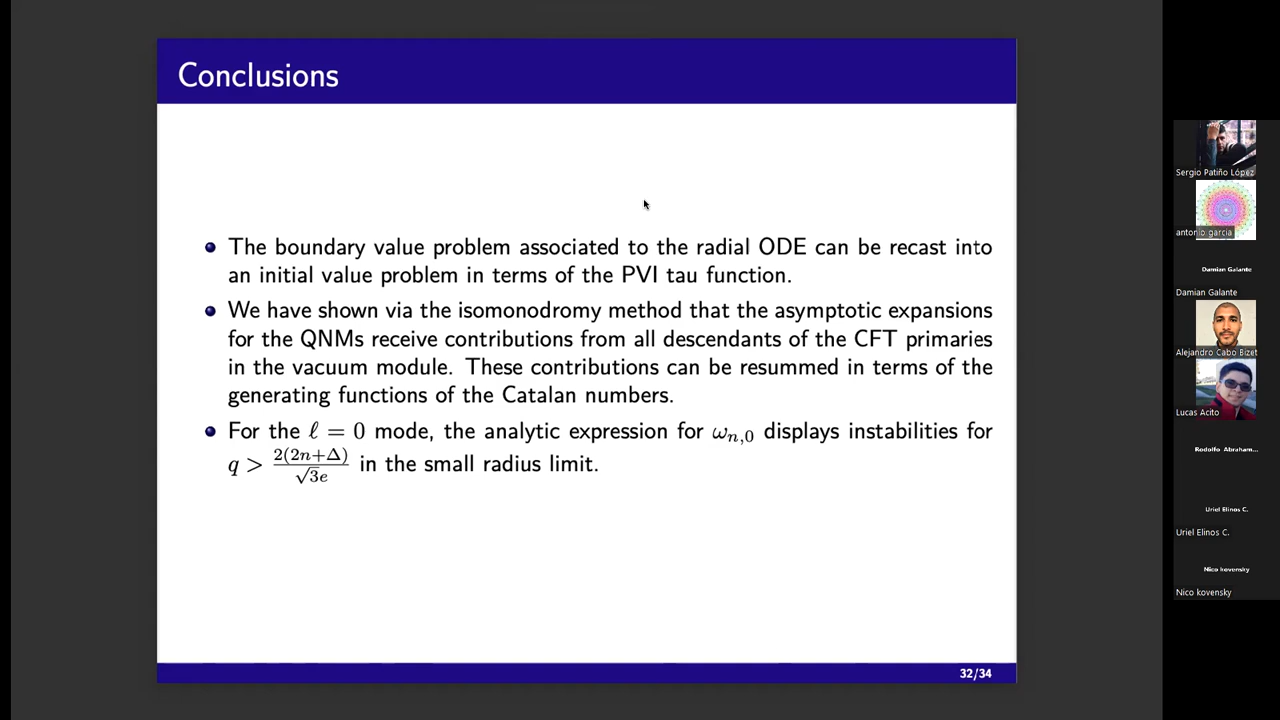 Conclusions
The boundary value problem associated to the radial ODE can be recast into
an initial value problem in terms of the PVI tau function.
We have shown via the isomonodromy method that the asymptotic expansions
for the QNMs receive contributions from all descendants of the CFT primaries
in the vacuum module. These contributions can be resummed in terms of the
generating functions of the Catalan numbers.
For the ℓ = 0 mode, the analytic expression for ω_{n,0} displays instabilities for
q > 2(2n+Δ)/√3e in the small radius limit.
32/34
Sergio Patiño López
antonio garcia
Damian Galante
Damian Galante
Alejandro Cabo Bizet
Lucas Acito
Rodolfo Abraham...
Uriel Elinos C.
Uriel Elinos C.
Nico kovensky
Nico kovensky